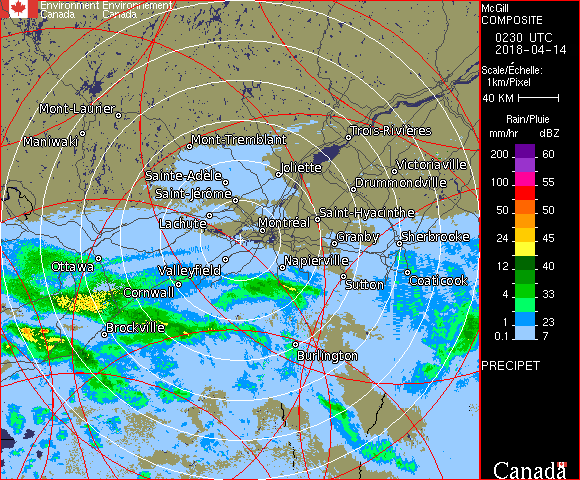 Environment Environnement
Canada Canada
McGill
COMPOSITE
0230 UTC
2018-04-14
Scale/Échelle:
1km/Pixel
40 KM
Rain/Pluie
mm/hr dBZ
200 60
100 55
50 50
24 45
12 40
4 33
1 23
0.1 7
PRECIPET
Canada
Mont-Laurier
Maniwaki
Mont-Tremblant
Trois-Rivières
Joliette
Victoriaville
Sainte-Adèle
Drummondville
Saint-Jérôme
Lachute
Montréal
Saint-Hyacinthe
Granby
Sherbrooke
Ottawa
Valleyfield
Napierville
Cornwall
Sutton
Coaticook
Brockville
Burlington